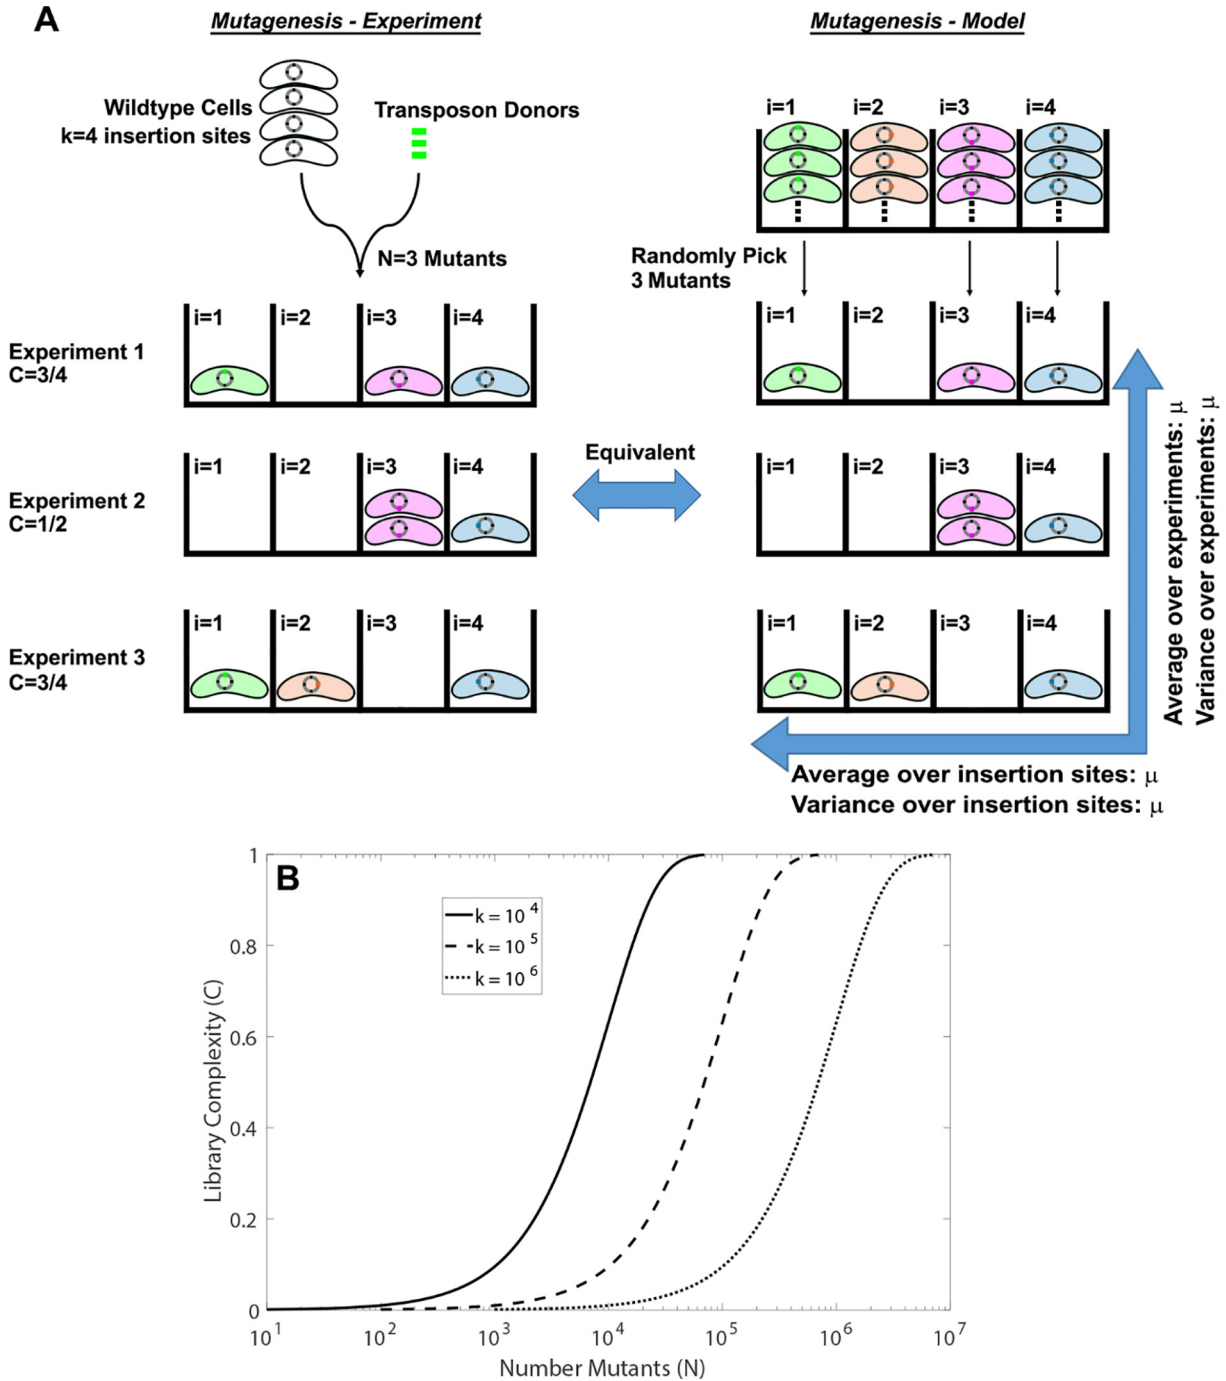 A
Mutagenesis - Experiment
Mutagenesis - Model
Wildtype Cells
k=4 insertion sites
Transposon Donors
i=1 i=2 i=3 i=4
N=3 Mutants
Randomly Pick
3 Mutants
Experiment 1
C=3/4
i=1 i=2 i=3 i=4
i=1 i=2 i=3 i=4
Experiment 2
C=1/2
i=1 i=2 i=3 i=4
Equivalent
i=1 i=2 i=3 i=4
Experiment 3
C=3/4
i=1 i=2 i=3 i=4
i=1 i=2 i=3 i=4
Average over experiments: μ
Variance over experiments: μ
Average over insertion sites: μ
Variance over insertion sites: μ
B
k = 10^4
k = 10^5
k = 10^6
Library Complexity (C)
1
0.8
0.6
0.4
0.2
0
10^1 10^2 10^3 10^4 10^5 10^6 10^7
Number Mutants (N)